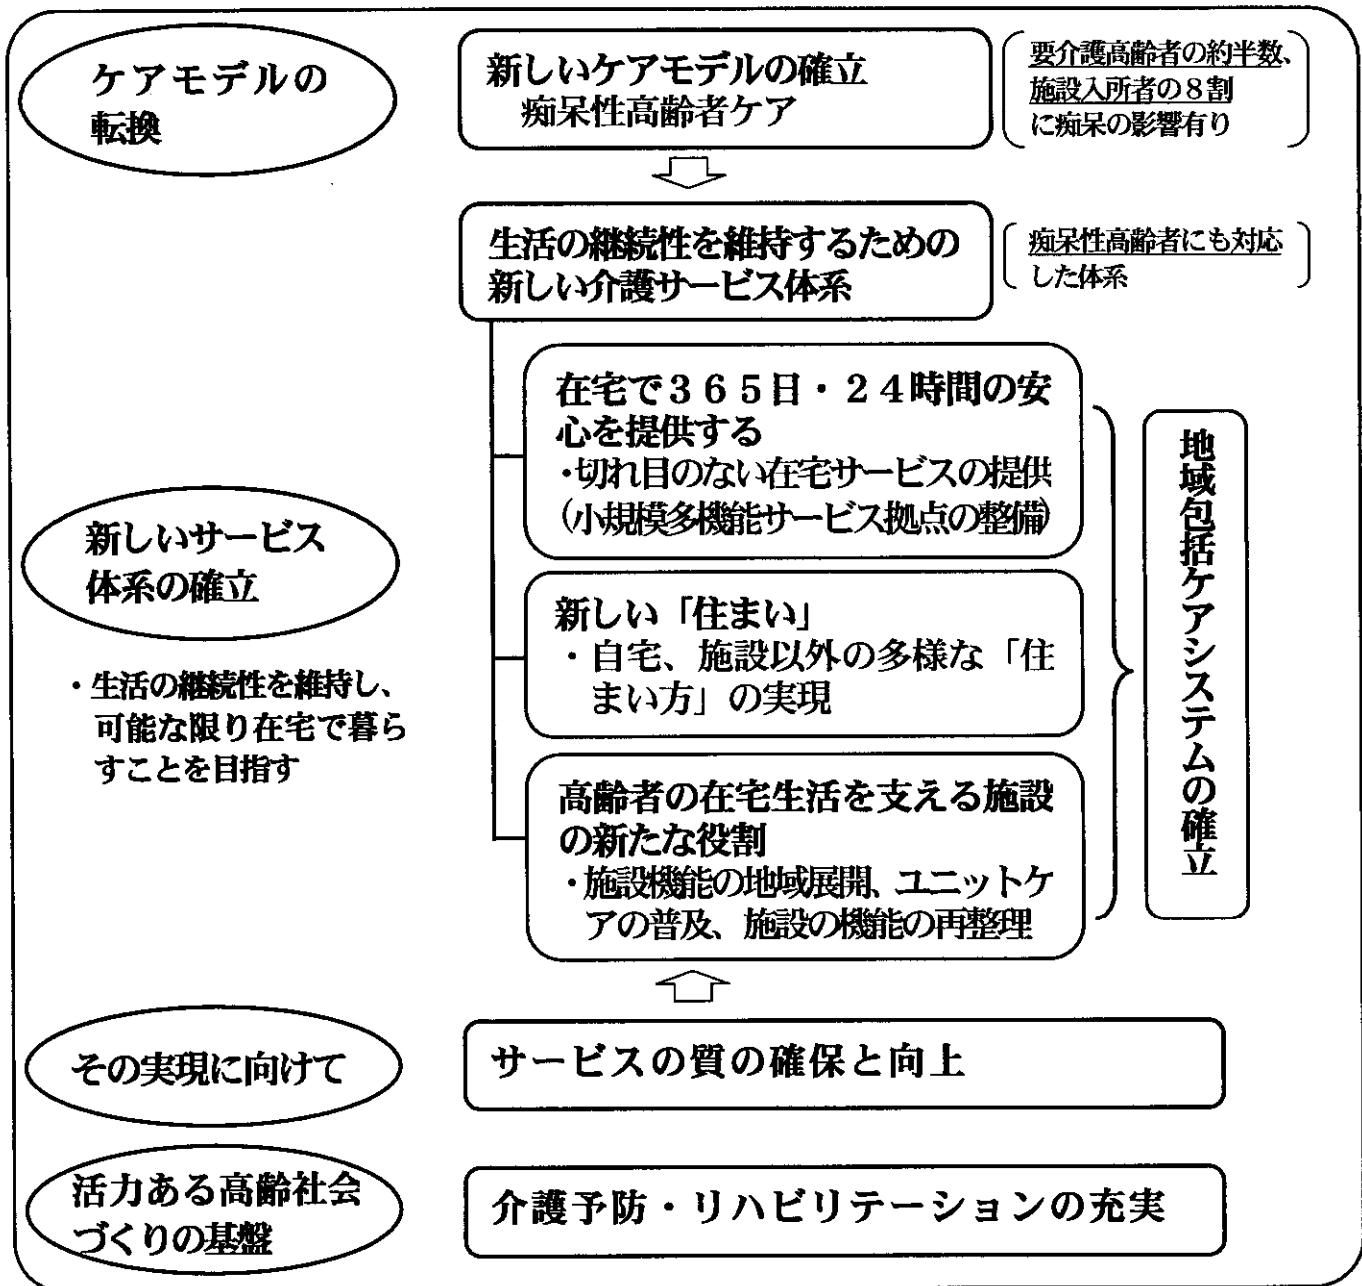 ケアモデルの
転換
新しいケアモデルの確立
痴呆性高齢者ケア
要介護高齢者の約半数、
施設入所者の8割
に痴呆の影響有り
生活の継続性を維持するための
新しい介護サービス体系
痴呆性高齢者にも対応
した体系
新しいサービス
体系の確立
・生活の継続性を維持し、
可能な限り在宅で暮ら
すことを目指す
在宅で365日・24時間の安
心を提供する
・切れ目のない在宅サービスの提供
(小規模多機能サービス拠点の整備)
新しい「住まい」
・自宅、施設以外の多様な「住
まい方」の実現
高齢者の在宅生活を支える施設
の新たな役割
・施設機能の地域展開、ユニットケ
アの普及、施設の機能の再整理
地域包括ケアシステムの確立
その実現に向けて
サービスの質の確保と向上
活力ある高齢社会
づくりの基盤
介護予防・リハビリテーションの充実